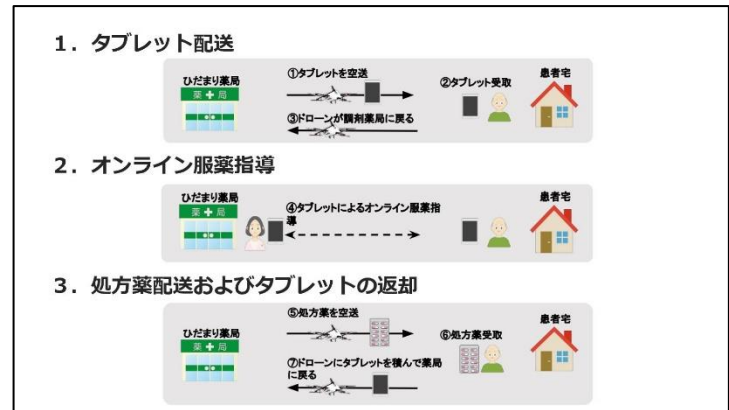 １．タブレット配送
ひだまり薬局
薬 局
①タブレットを空送
②タブレット受取
患者宅
③ドローンが調剤薬局に戻る
２．オンライン服薬指導
ひだまり薬局
薬 局
④タブレットによるオンライン服薬指
導
患者宅
３．処方薬配送およびタブレットの返却
ひだまり薬局
薬 局
⑤処方薬を空送
⑥処方薬受取
患者宅
⑦ドローンにタブレットを積んで薬局
に戻る